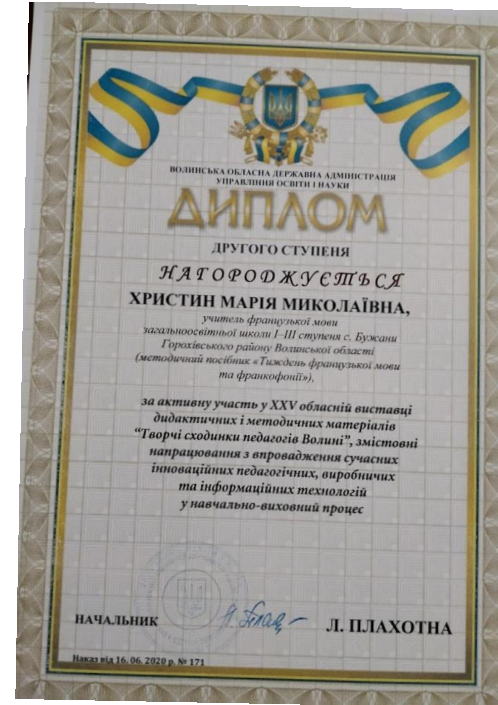 ВОЛИНСЬКА ОБЛАСНА ДЕРЖАВНА АДМІНІСТРАЦІЯ
УПРАВЛІННЯ ОСВІТИ І НАУКИ
ДИПЛОМ
ДРУГОГО СТУПЕНЯ
НАГОРОДЖУЄТЬСЯ
ХРИСТИН МАРІЯ МИКОЛАЇВНА,
учитель французької мови
загальноосвітньої школи І–ІІІ ступеня с. Бужани
Горохівського району Волинської області
(методичний посібник «Тиждень французької мови
та франкофонії»),
за активну участь у XXV обласній виставці
дидактичних і методичних матеріалів
“Творчі сходинки педагогів Волині”, змістовні
напрацювання з впровадження сучасних
інноваційних педагогічних, виробничих
та інформаційних технологій
у навчально-виховний процес
НАЧАЛЬНИК
Л. ПЛАХОТНА
Наказ від 16. 06. 2020 р. № 171